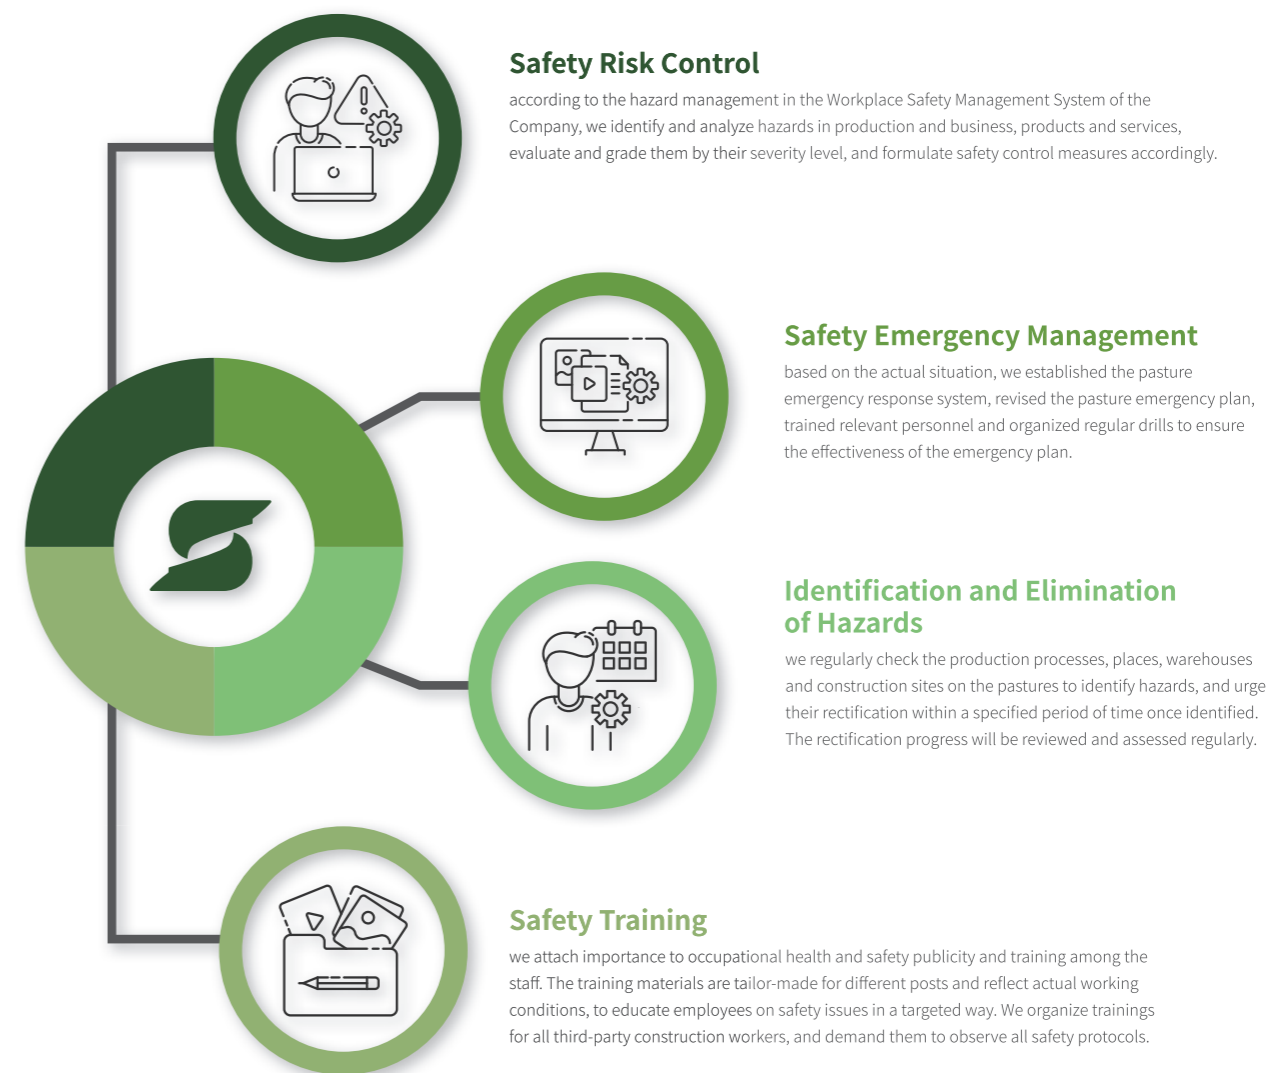 Safety Risk Control
according to the hazard management in the Workplace Safety Management System of the
Company, we identify and analyze hazards in production and business, products and services,
evaluate and grade them by their severity level, and formulate safety control measures accordingly.
Safety Emergency Management
based on the actual situation, we established the pasture
emergency response system, revised the pasture emergency plan,
trained relevant personnel and organized regular drills to ensure
the effectiveness of the emergency plan.
Identification and Elimination
of Hazards
we regularly check the production processes, places, warehouses
and construction sites on the pastures to identify hazards, and urge
their rectification within a specified period of time once identified.
The rectification progress will be reviewed and assessed regularly.
Safety Training
we attach importance to occupational health and safety publicity and training among the
staff. The training materials are tailor-made for different posts and reflect actual working
conditions, to educate employees on safety issues in a targeted way. We organize trainings
for all third-party construction workers, and demand them to observe all safety protocols.